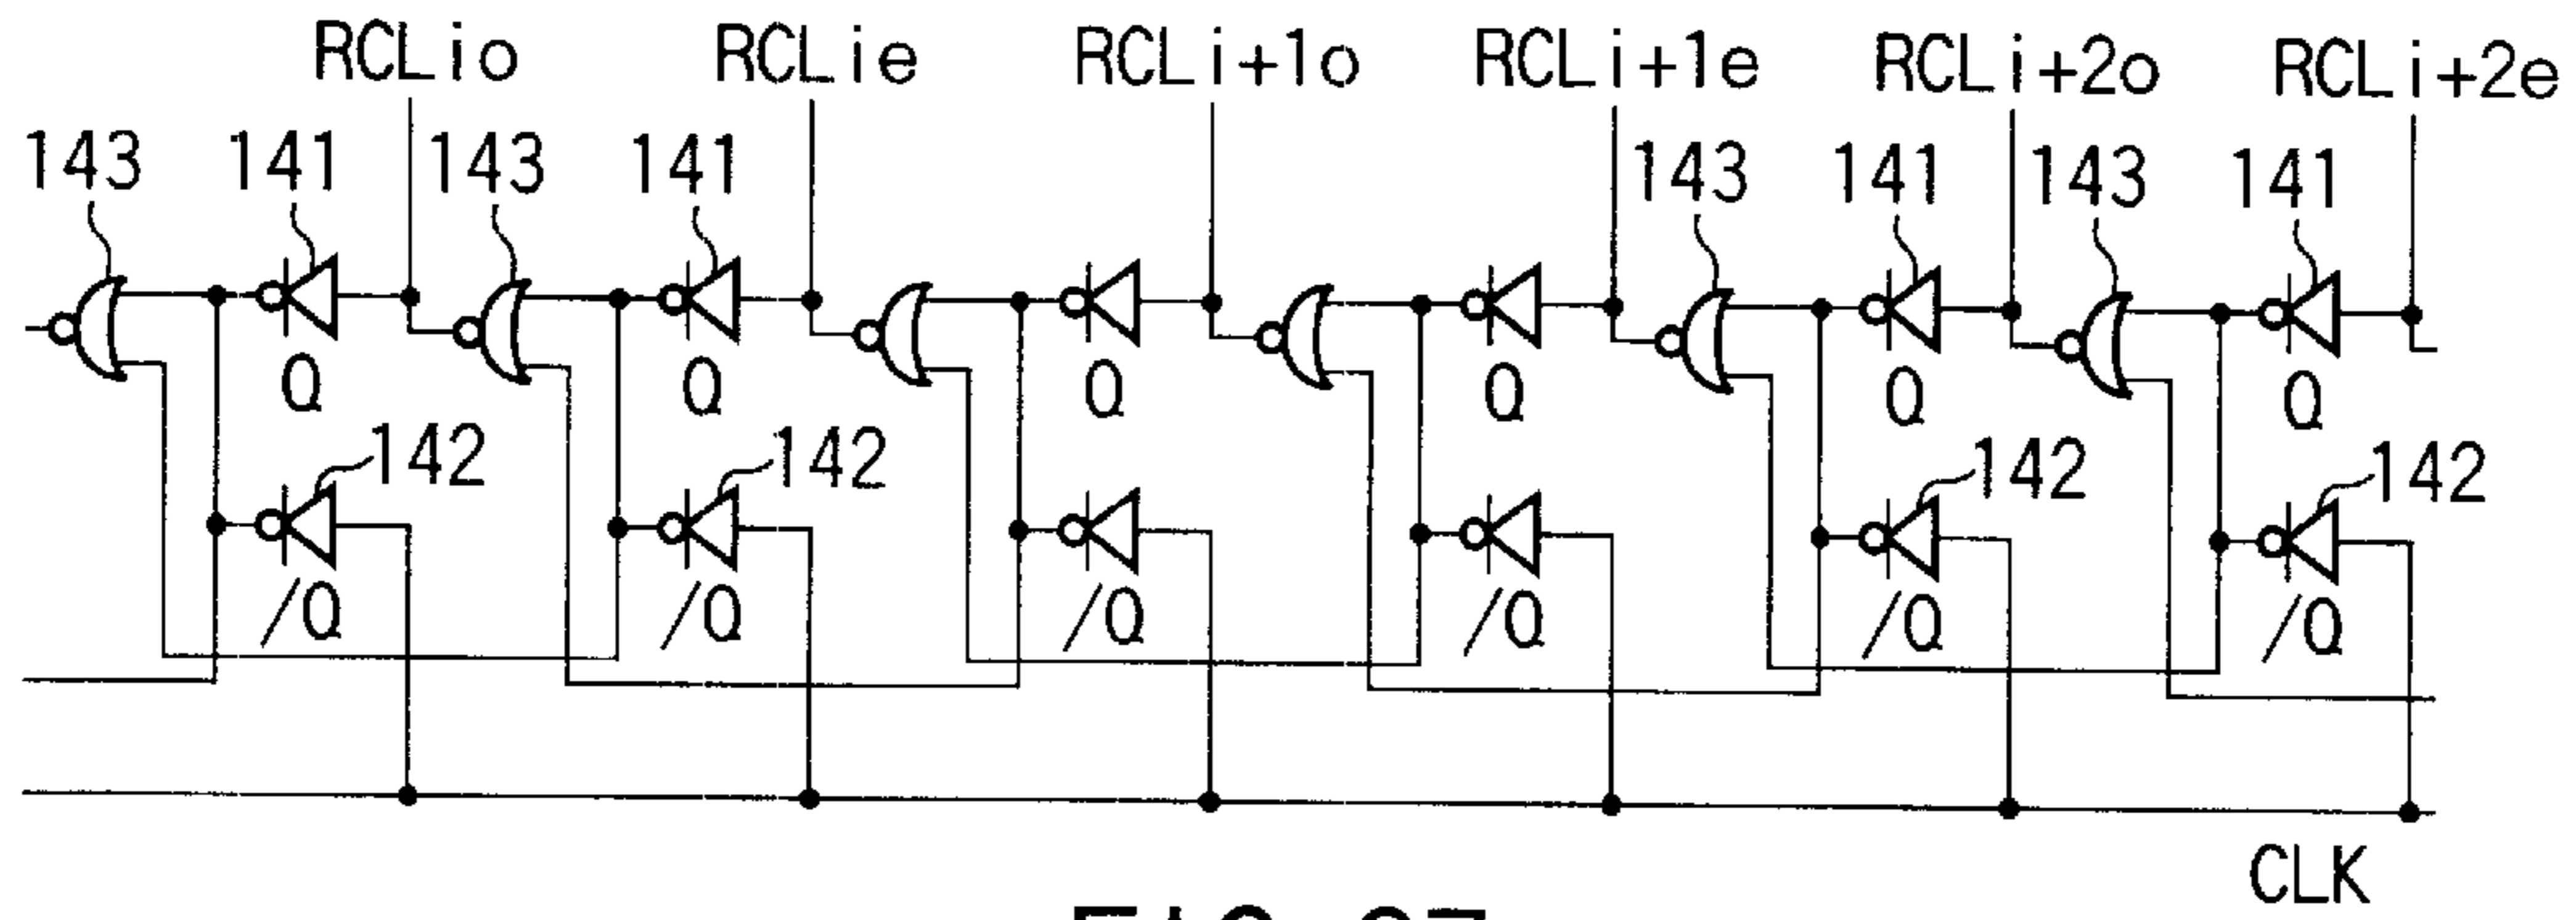 RCLio RCLie RCLi+1o RCLi+1e RCLi+2o RCLi+2e
143 141 143 141 143 141 143 141
Q Q Q Q Q Q
142 142 142 142
/Q /Q /Q /Q /Q /Q
CLK